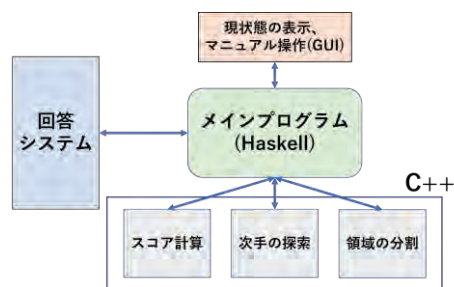 現状態の表示、
マニュアル操作(GUI)
回答
システム
メインプログラム
(Haskell)
C++
スコア計算
次手の探索
領域の分割